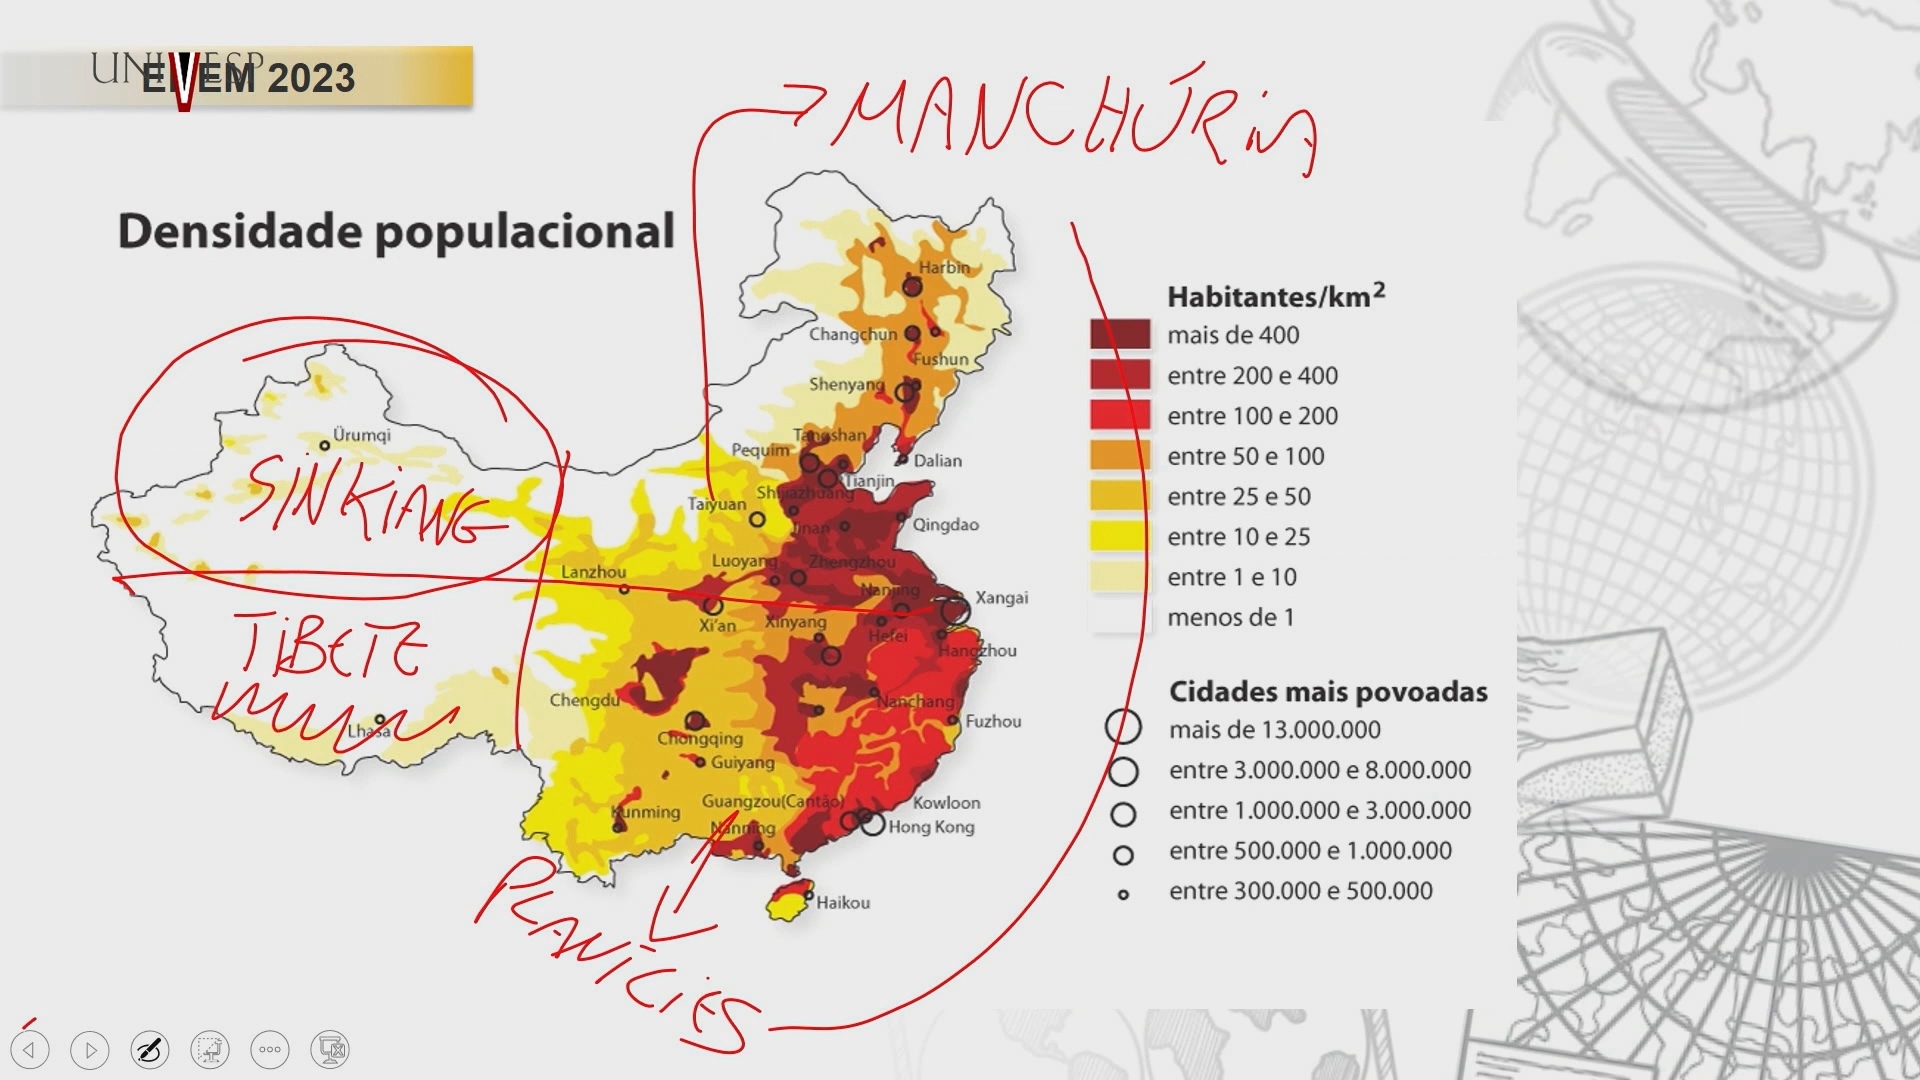 UNIVESP
ENEM 2023
MANCHÚRIA
Densidade populacional
Harbin
Changchun
Fushun
Shenyang
Tangshan
Pequim
Dalian
Tianjin
Shijiazhuang
Taiyuan
Jinan
Qingdao
Ürumqi
SINKIANG
Luoyang
Zhengzhou
Lanzhou
Nanjing
Xangai
Xi'an
Xinyang
Hefei
Hangzhou
TIBETE
Chengdu
Nanchang
Fuzhou
Lhasa
Chongqing
Guiyang
Guangzou(Cantão)
Kowloon
Kunming
Nanning
Hong Kong
Haikou
PLANÍCIES
Habitantes/km²
mais de 400
entre 200 e 400
entre 100 e 200
entre 50 e 100
entre 25 e 50
entre 10 e 25
entre 1 e 10
menos de 1
Cidades mais povoadas
mais de 13.000.000
entre 3.000.000 e 8.000.000
entre 1.000.000 e 3.000.000
entre 500.000 e 1.000.000
entre 300.000 e 500.000